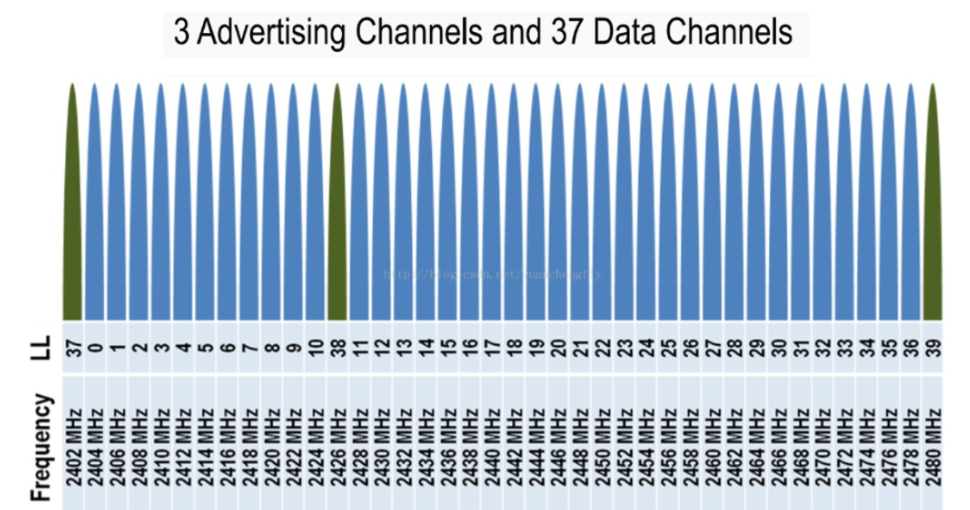 3 Advertising Channels and 37 Data Channels
LL 37 0 1 2 3 4 5 6 7 8 9 10 38 11 12 13 14 15 16 17 18 19 20 21 22 23 24 25 26 27 28 29 30 31 32 33 34 35 36 39
Frequency 2402 MHz 2404 MHz 2406 MHz 2408 MHz 2410 MHz 2412 MHz 2414 MHz 2416 MHz 2418 MHz 2420 MHz 2422 MHz 2424 MHz 2426 MHz 2428 MHz 2430 MHz 2432 MHz 2434 MHz 2436 MHz 2438 MHz 2440 MHz 2442 MHz 2444 MHz 2446 MHz 2448 MHz 2450 MHz 2452 MHz 2454 MHz 2456 MHz 2458 MHz 2460 MHz 2462 MHz 2464 MHz 2466 MHz 2468 MHz 2470 MHz 2472 MHz 2474 MHz 2476 MHz 2478 MHz 2480 MHz